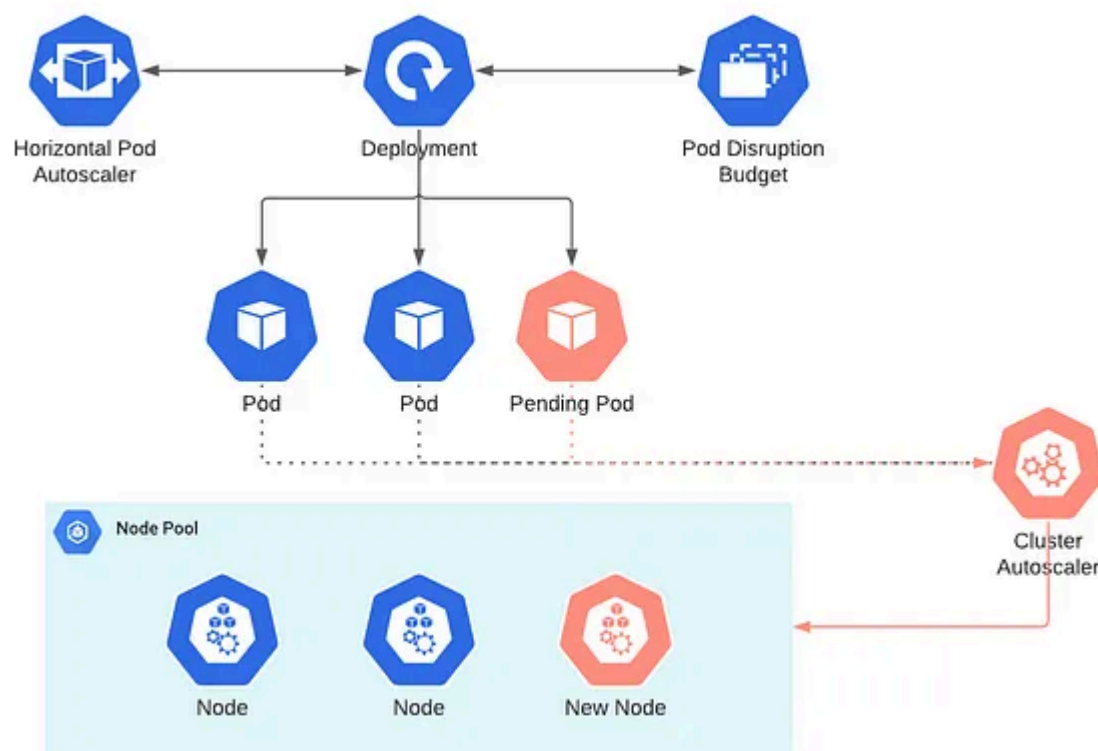 Horizontal Pod
Autoscaler
Deployment
Pod Disruption
Budget
Pod
Pod
Pending Pod
Cluster
Autoscaler
Node Pool
Node
Node
New Node